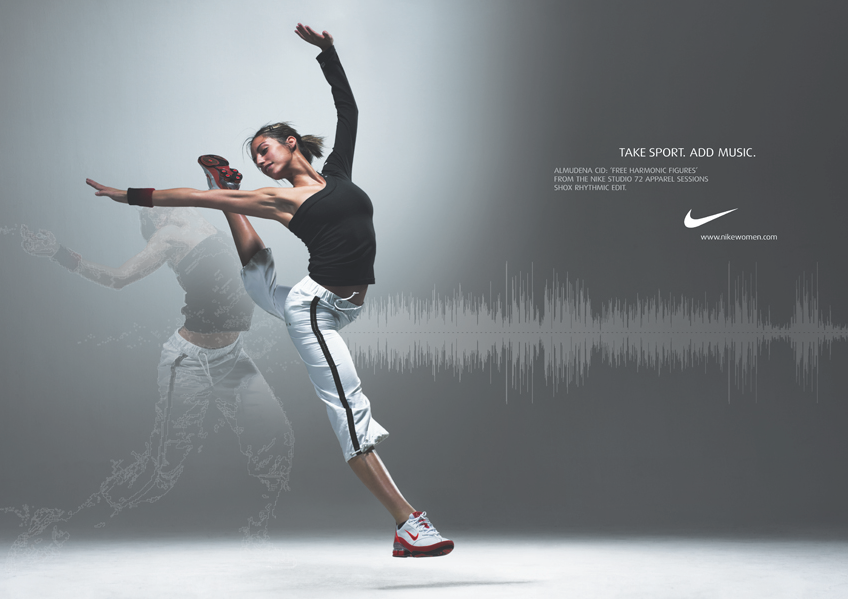 TAKE SPORT. ADD MUSIC.
ALMUDENA CID: "FREE HARMONIC FIGURES"
FROM THE NIKE STUDIO 72 APPAREL SESSIONS
SHOX RHYTHMIC EDIT.
www.nikewomen.com